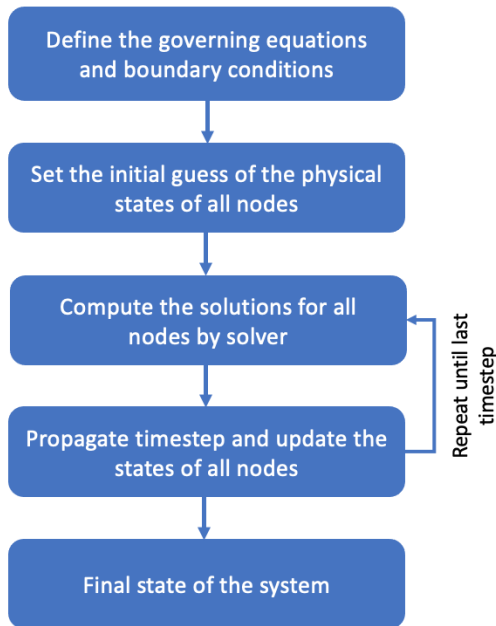 Define the governing equations
and boundary conditions
Set the initial guess of the physical
states of all nodes
Compute the solutions for all
nodes by solver
Repeat until last
timestep
Propagate timestep and update the
states of all nodes
Final state of the system